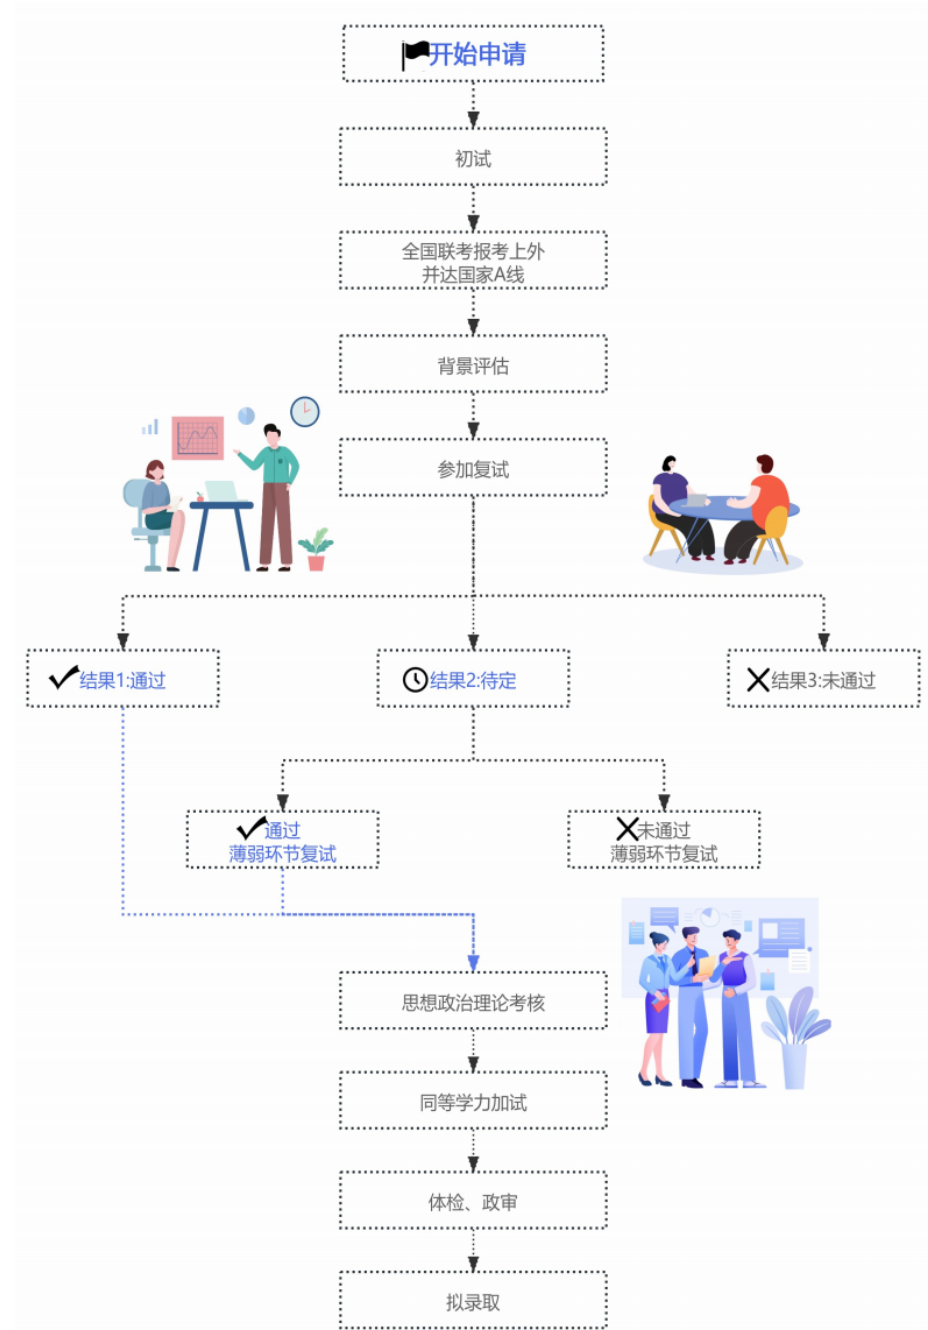 开始申请
初试
全国联考报考上外
并达国家A线
背景评估
参加复试
结果1:通过
结果2:待定
结果3:未通过
通过
薄弱环节复试
未通过
薄弱环节复试
思想政治理论考核
同等学力加试
体检、政审
拟录取